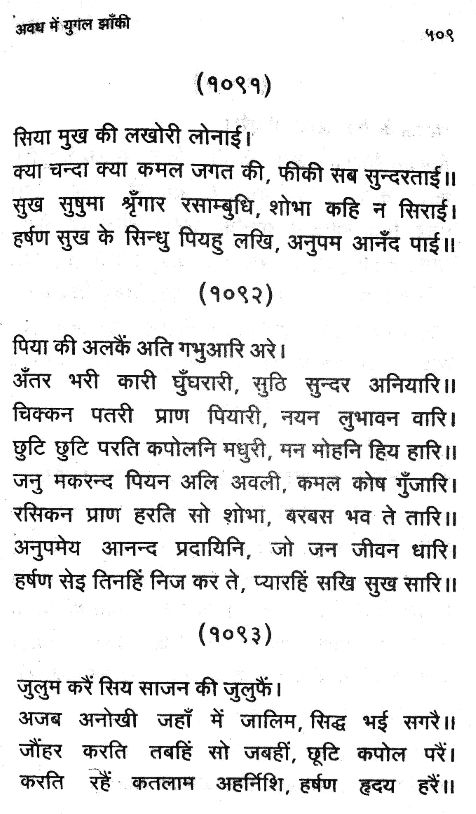 अवध में युगल झाँकी
५०९
(१०९१)
सिया मुख की लखोरी लोनाई।
क्या चन्दा क्या कमल जगत की, फीकी सब सुन्दरताई॥
सुख सुषुमा श्रृँगार रसाम्बुधि, शोभा कहि न सिराई।
हर्षण सुख के सिन्धु पियहु लखि, अनुपम आनँद पाई॥
(१०९२)
पिया की अलकैं अति गभुआरि अरे।
अँतर भरी कारी घुँघरारी, सुठि सुन्दर अनियारि॥
चिक्कन पतरी प्राण पियारी, नयन लुभावन वारि।
छुटि छुटि परति कपोलनि मधुरी, मन मोहनि हिय हारि॥
जनु मकरन्द पियन अलि अवली, कमल कोष गुँजारि।
रसिकन प्राण हरति सो शोभा, बरबस भव ते तारि॥
अनुपमेय आनन्द प्रदायिनि, जो जन जीवन धारि।
हर्षण सेइ तिनहिं निज कर ते, प्यारहिं सखि सुख सारि॥
(१०९३)
जुलुम करैं सिय साजन की जुलुफैं।
अजब अनोखी जहाँ में जालिम, सिद्ध भई सगरै॥
जौंहर करति तबहिं सो जबहीं, छूटि कपोल परैं।
करति रहैं कतलाम अहर्निशि, हर्षण हृदय हरैं॥